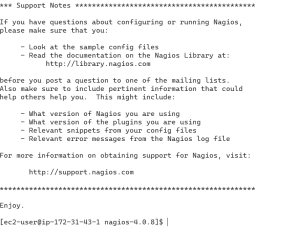 *** Support Notes *******************************************
If you have questions about configuring or running Nagios,
please make sure that you:
- Look at the sample config files
- Read the documentation on the Nagios Library at:
http://library.nagios.com
before you post a question to one of the mailing lists.
Also make sure to include pertinent information that could
help others help you. This might include:
- What version of Nagios you are using
- What version of the plugins you are using
- Relevant snippets from your config files
- Relevant error messages from the Nagios log file
For more information on obtaining support for Nagios, visit:
http://support.nagios.com
*************************************************************
Enjoy.
[ec2-user@ip-172-31-43-1 nagios-4.0.8]$